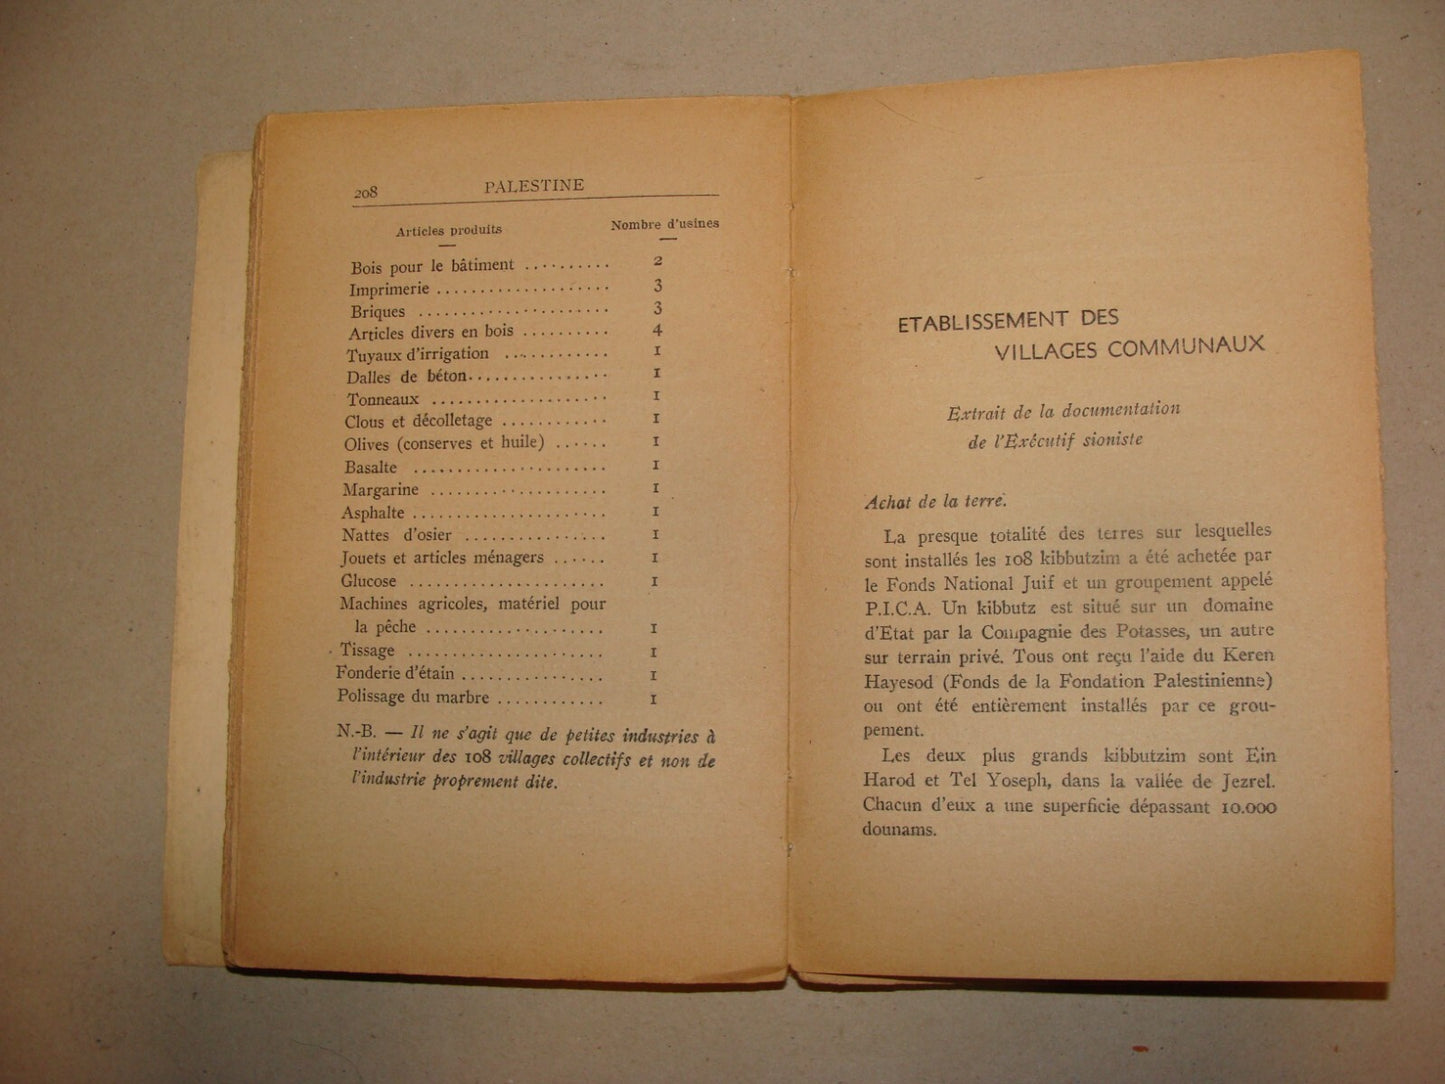 208 PALESTINE
Articles produits Nombre d'usines
Bois pour le bâtiment .......... 2
Imprimerie .................... 3
Briques ...................... 3
Articles divers en bois .......... 4
Tuyaux d'irrigation ............ 1
Dalles de béton................ 1
Tonneaux .................... 1
Clous et décolletage ............ 1
Olives (conserves et huile) ...... 1
Basalte ...................... 1
Margarine .................... 1
Asphalte ...................... 1
Nattes d'osier ................ 1
Jouets et articles ménagers ...... 1
Glucose ...................... 1
Machines agricoles, matériel pour
la pêche .................... 1
Tissage ...................... 1
Fonderie d'étain ................ 1
Polissage du marbre ............ 1
N.-B. — Il ne s'agit que de petites industries à
l'intérieur des 108 villages collectifs et non de
l'industrie proprement dite.
ETABLISSEMENT DES
VILLAGES COMMUNAUX
Extrait de la documentation
de l'Exécutif sioniste
Achat de la terre.
La presque totalité des terres sur lesquelles
sont installés les 108 kibbutzim a été achetée par
le Fonds National Juif et un groupement appelé
P.I.C.A. Un kibbutz est situé sur un domaine
d'Etat par la Compagnie des Potasses, un autre
sur terrain privé. Tous ont reçu l'aide du Keren
Hayesod (Fonds de la Fondation Palestinienne)
ou ont été entièrement installés par ce grou-
pement.
Les deux plus grands kibbutzim sont Ein
Harod et Tel Yoseph, dans la vallée de Jezrel.
Chacun d'eux a une superficie dépassant 10.000
dounams.